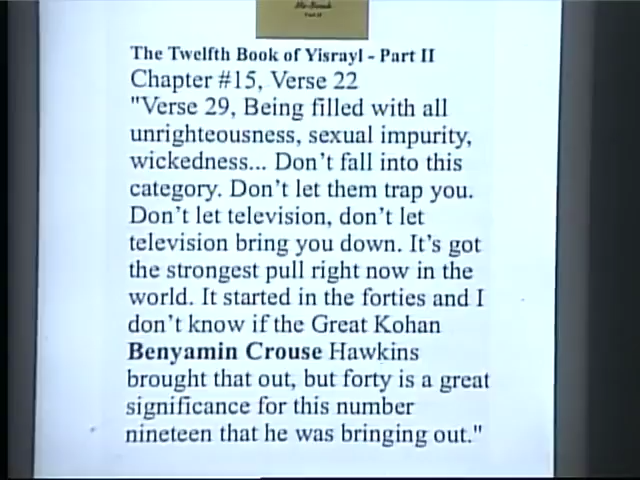 Part II
The Twelfth Book of Yisrayl - Part II
Chapter #15, Verse 22
"Verse 29, Being filled with all
unrighteousness, sexual impurity,
wickedness... Don't fall into this
category. Don't let them trap you.
Don't let television, don't let
television bring you down. It's got
the strongest pull right now in the
world. It started in the forties and I
don't know if the Great Kohan
Benyamin Crouse Hawkins
brought that out, but forty is a great
significance for this number
nineteen that he was bringing out."